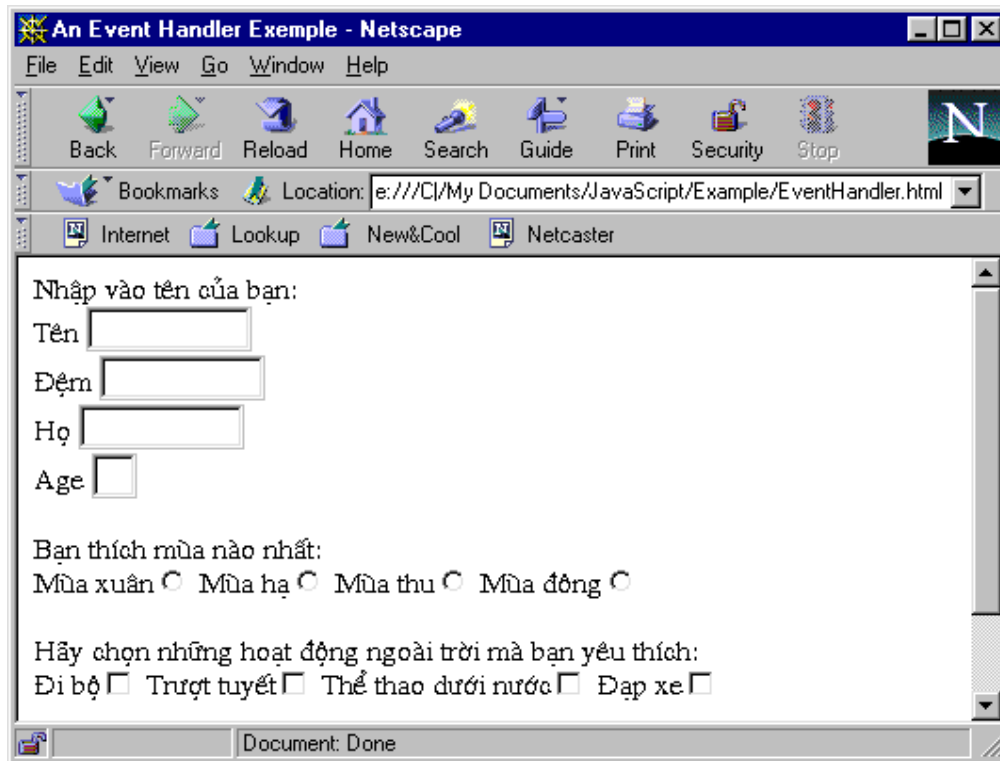 An Event Handler Exemple - Netscape
File Edit View Go Window Help
Back Forward Reload Home Search Guide Print Security Stop
N
Bookmarks Location: e:///C|/My Documents/JavaScript/Example/EventHandler.html
Internet Lookup New&Cool Netcaster
Nhập vào tên của bạn:
Tên
Đệm
Họ
Age
Bạn thích mùa nào nhất:
Mùa xuân Mùa hạ Mùa thu Mùa đông
Hãy chọn những hoạt động ngoài trời mà bạn yêu thích:
Đi bộ Trượt tuyết Thể thao dưới nước Đạp xe
Document: Done